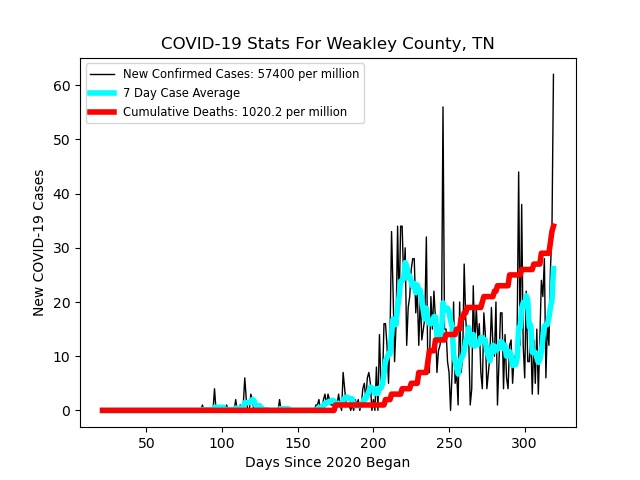 COVID-19 Stats For Weakley County, TN
New Confirmed Cases: 57400 per million
7 Day Case Average
Cumulative Deaths: 1020.2 per million
New COVID-19 Cases
60
50
40
30
20
10
0
50 100 150 200 250 300
Days Since 2020 Began